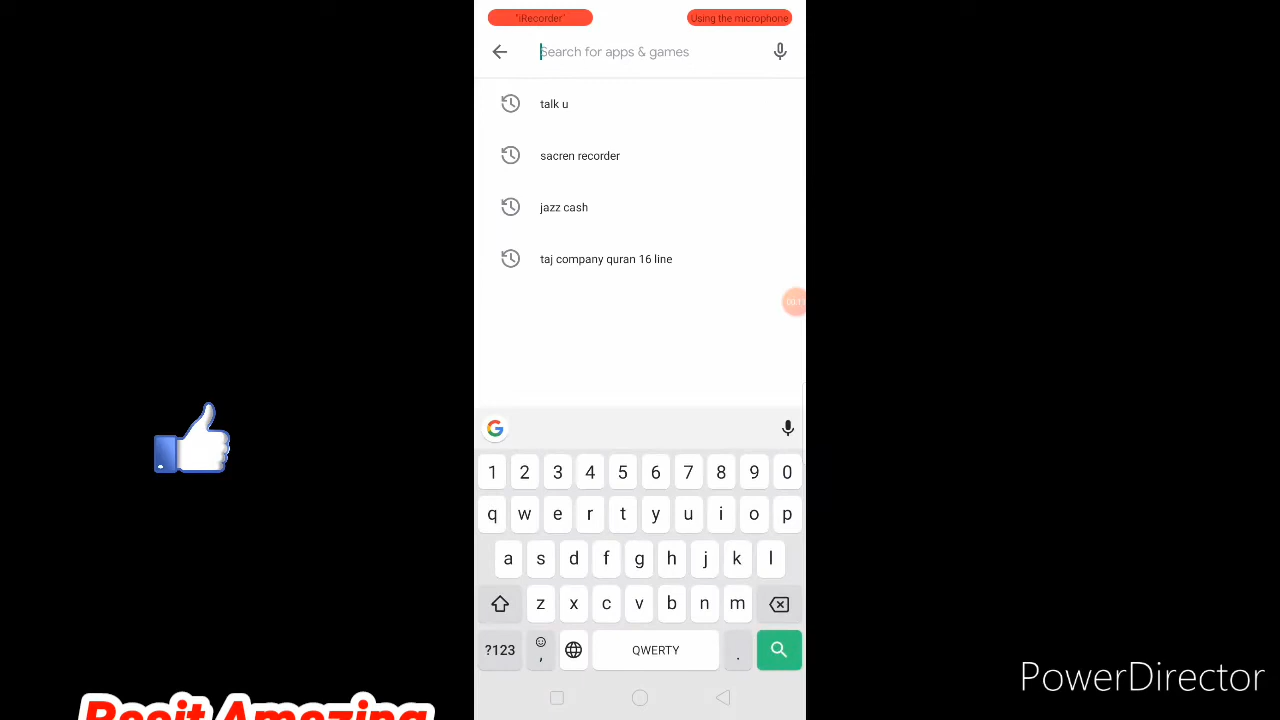 "iRecorder" Using the microphone
Search for apps & games
talk u
sacren recorder
jazz cash
taj company quran 16 line
1 2 3 4 5 6 7 8 9 0
q w e r t y u i o p
a s d f g h j k l
z x c v b n m
?123 , QWERTY .
PowerDirector
Amazing